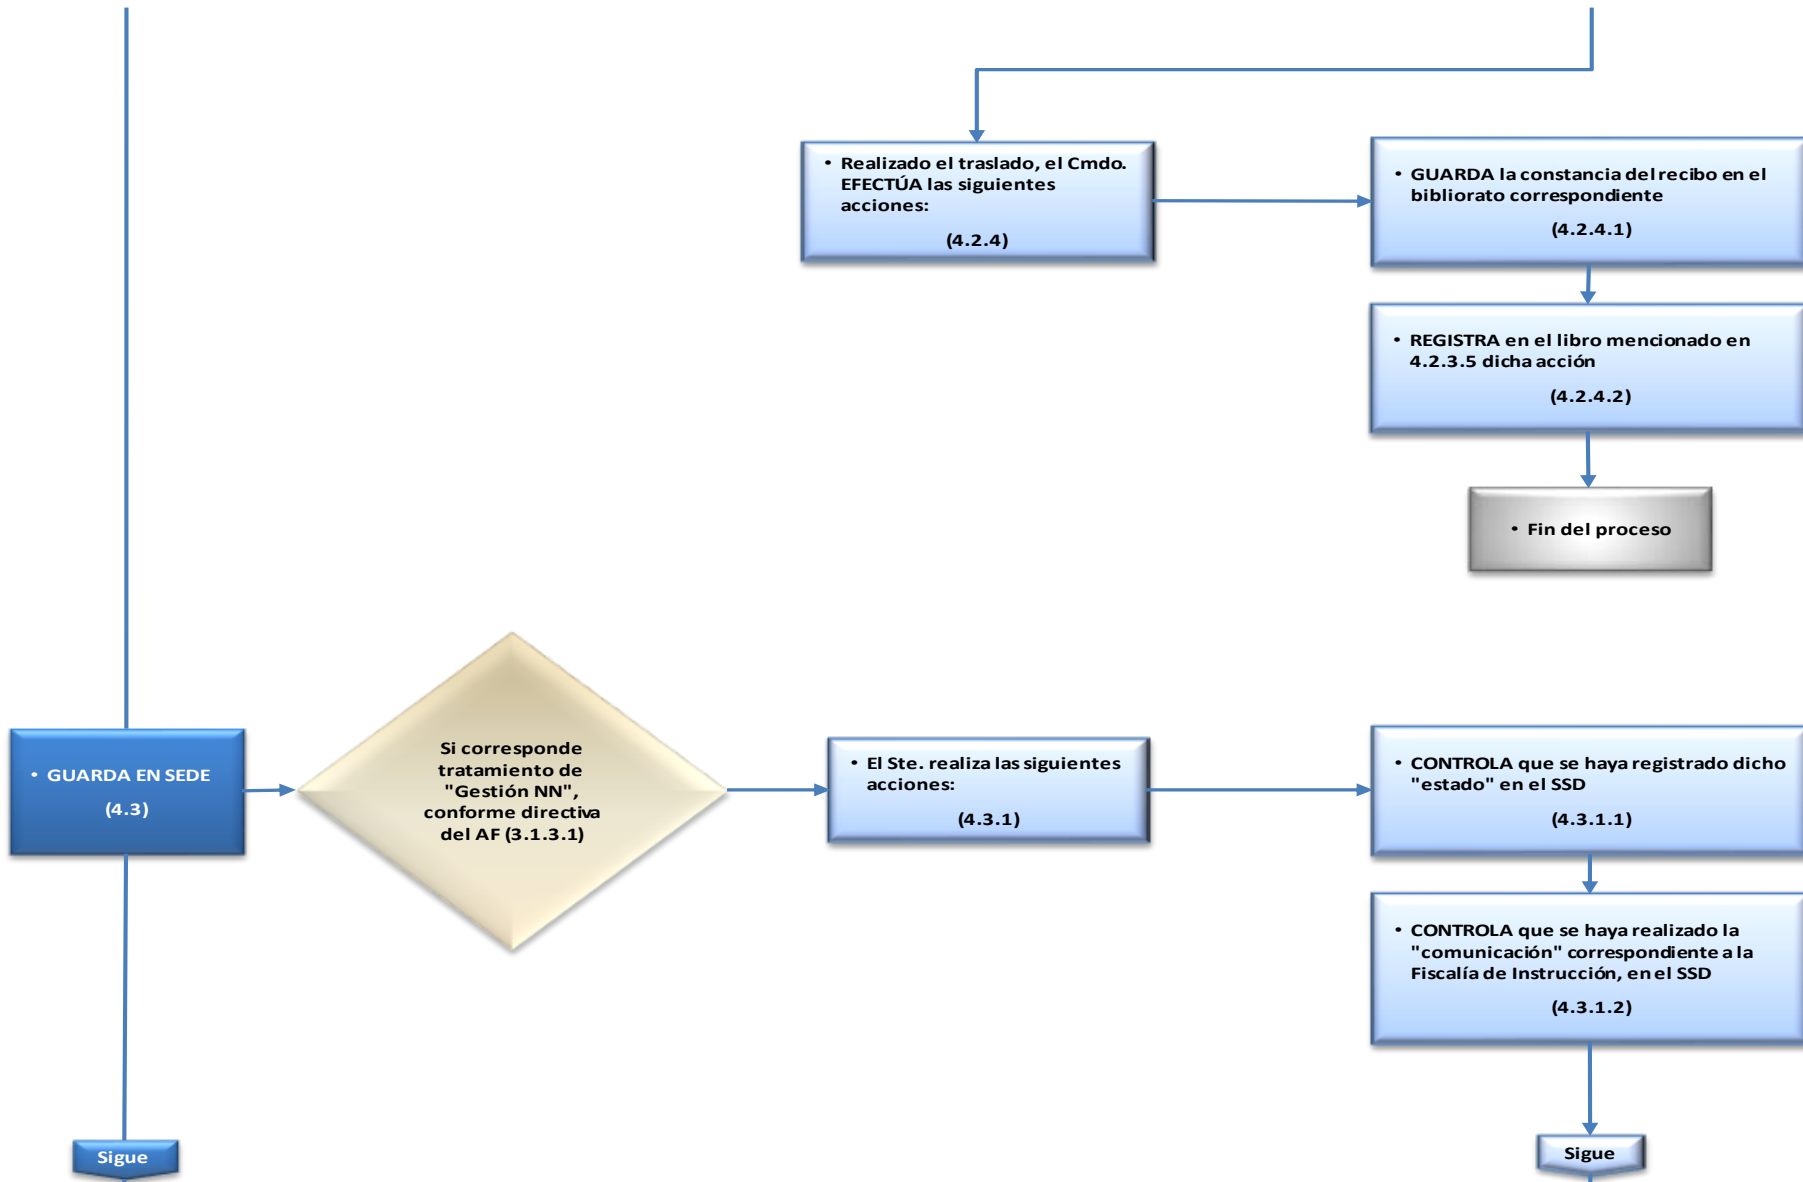 • Realizado el traslado, el Cmdo.
EFECTÚA las siguientes
acciones:
(4.2.4)
• GUARDA la constancia del recibo en el
bibliorato correspondiente
(4.2.4.1)
• REGISTRA en el libro mencionado en
4.2.3.5 dicha acción
(4.2.4.2)
• Fin del proceso
• GUARDA EN SEDE
(4.3)
Si corresponde
tratamiento de
"Gestión NN",
conforme directiva
del AF (3.1.3.1)
• El Ste. realiza las siguientes
acciones:
(4.3.1)
• CONTROLA que se haya registrado dicho
"estado" en el SSD
(4.3.1.1)
• CONTROLA que se haya realizado la
"comunicación" correspondiente a la
Fiscalía de Instrucción, en el SSD
(4.3.1.2)
Sigue
Sigue